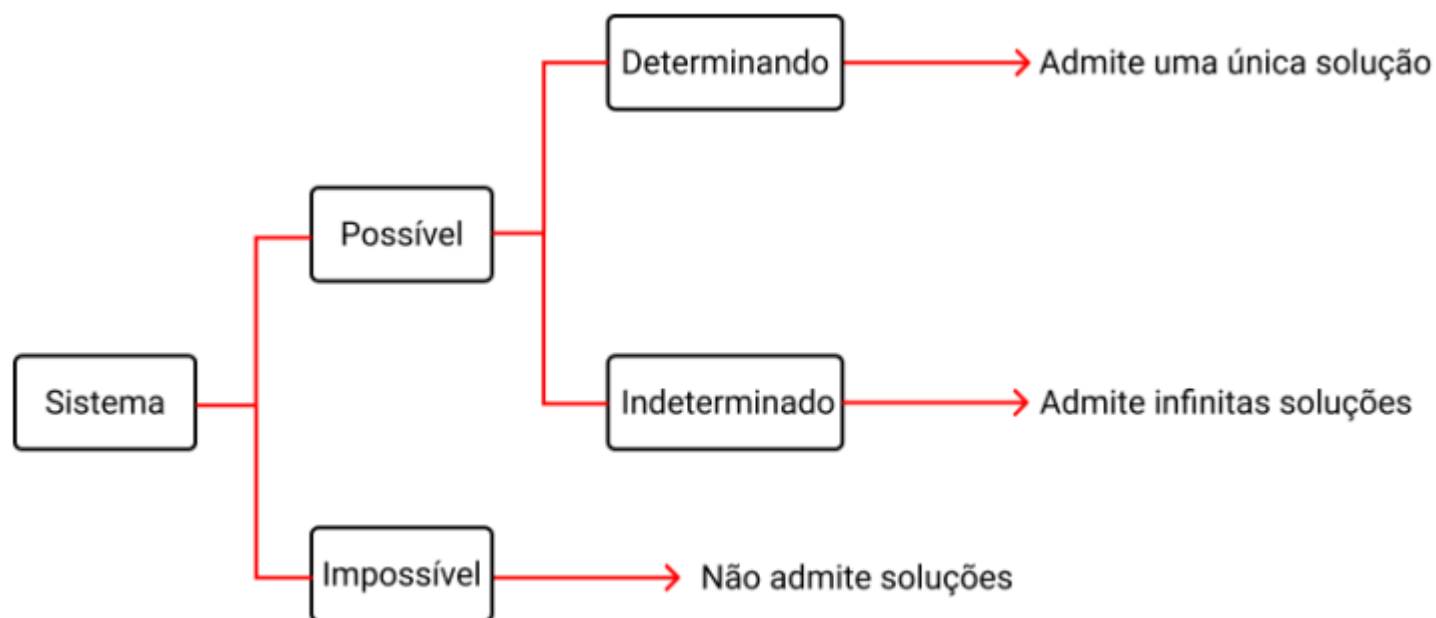 Determinando
Admite uma única solução
Possível
Sistema
Indeterminado
Admite infinitas soluções
Impossível
Não admite soluções